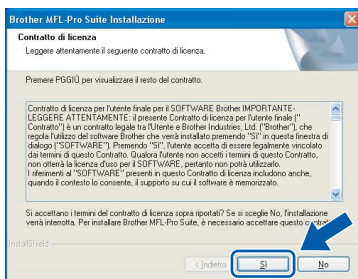 Brother MFL-Pro Suite Installazione
Contratto di licenza
Leggere attentamente il seguente contratto di licenza.
Premere PGGIÙ per visualizzare il resto del contratto.
Contratto di licenza per l'utente finale per il SOFTWARE Brother IMPORTANTE-
LEGGERE ATTENTAMENTE: il presente Contratto di licenza per l'utente finale ("
Contratto") è un contratto legale tra l'Utente e Brother Industries, Ltd. ("Brother"), che
regola l'utilizzo del software Brother che verrà installato premendo "Sì" in questa finestra di
dialogo ("SOFTWARE"). Premendo "Sì", l'utente accetta di essere legalmente vincolato
dai termini di questo Contratto. Qualora l'utente non accetti i termini di questo Contratto,
non otterrà la licenza d'uso per il SOFTWARE, pertanto non potrà utilizzarlo.
I riferimenti al "SOFTWARE" presenti in questo Contratto di licenza includono anche,
quando il contesto lo consente, il supporto su cui il software è memorizzato.
Si accettano i termini del contratto di licenza sopra riportati? Se si sceglie No, l'installazione
verrà interrotta. Per installare Brother MFL-Pro Suite, è necessario accettare questo
InstallShield
< Indietro
Sì
No